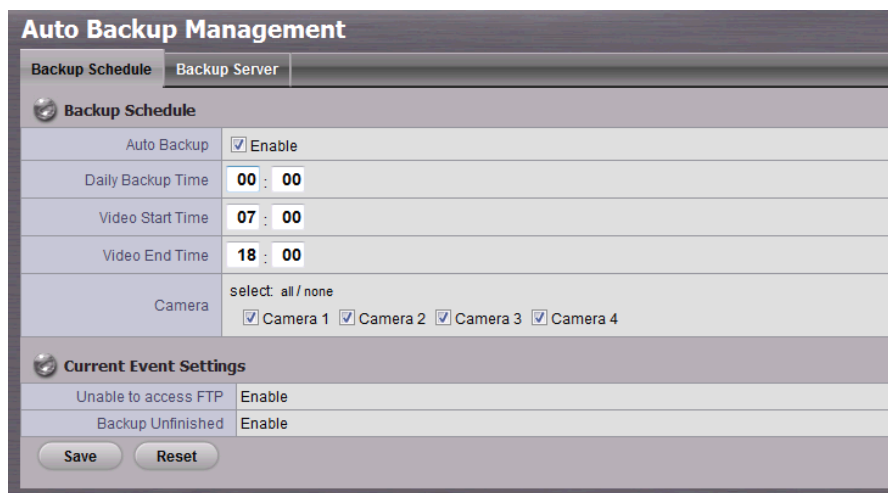 Auto Backup Management
Backup Schedule Backup Server
Backup Schedule
Auto Backup Enable
Daily Backup Time 00 : 00
Video Start Time 07 : 00
Video End Time 18 : 00
select: all / none
Camera
Camera 1 Camera 2 Camera 3 Camera 4
Current Event Settings
Unable to access FTP Enable
Backup Unfinished Enable
Save Reset